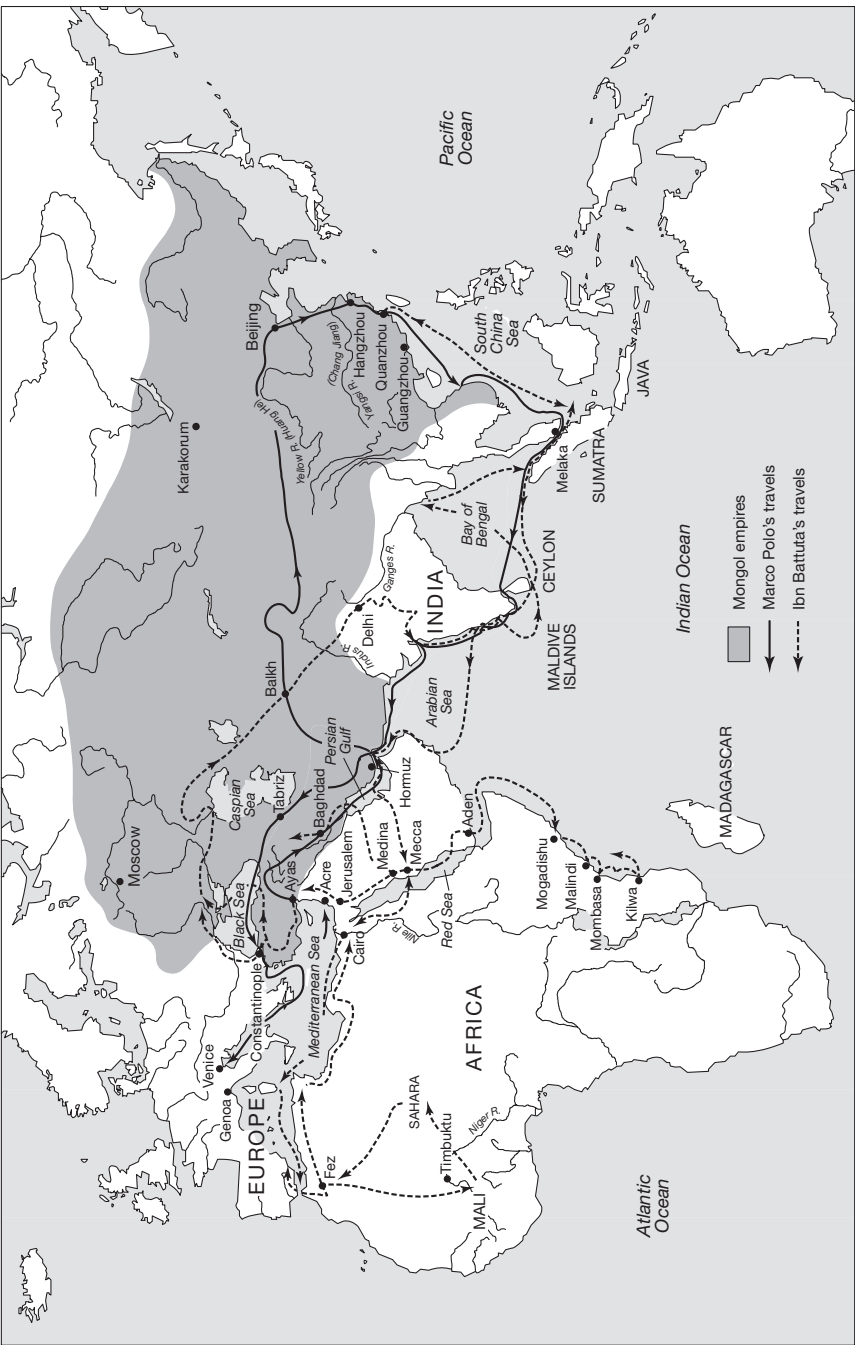 Pacific
Ocean
Beijing
Karakorum
Yellow R. (Huang He)
Yangsi R.
(Chang Jiang)
Hangzhou
Quanzhou
Guangzhou
South
China
Sea
JAVA
SUMATRA
Melaka
Bay of
Bengal
Ganges R.
Delhi
Indus R.
INDIA
CEYLON
MALDIVE
ISLANDS
Indian Ocean
Balkh
Arabian
Sea
Persian
Gulf
Hormuz
Caspian
Sea
Tabriz
Baghdad
Moscow
Black Sea
Ayas
Acre
Jerusalem
Medina
Mecca
Aden
Red Sea
Nile R.
Cairo
Constantinople
Mediterranean Sea
Venice
Genoa
EUROPE
AFRICA
Mogadishu
Malindi
Mombasa
Kilwa
MADAGASCAR
SAHARA
Fez
Timbuktu
Niger R.
MALI
Atlantic
Ocean
Mongol empires
Marco Polo's travels
Ibn Battuta's travels